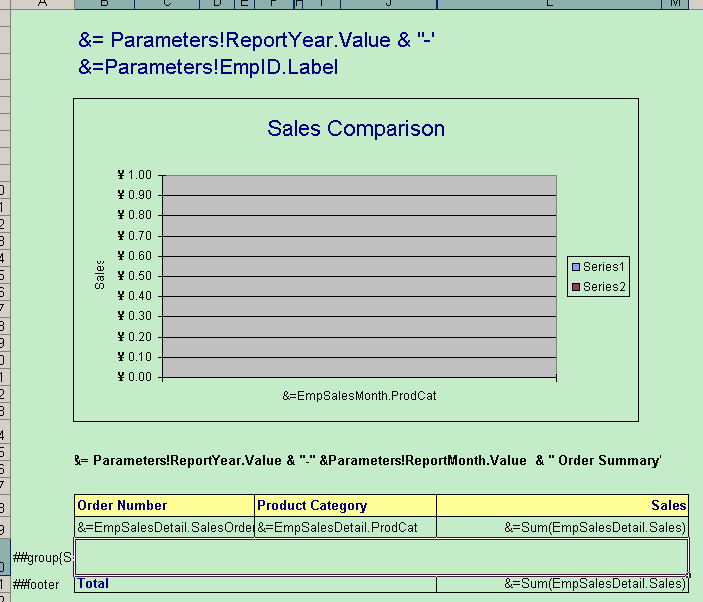 A B C D E F H I J L M
&= Parameters!ReportYear.Value & "-"
&=Parameters!EmpID.Label
Sales Comparison
¥ 1.00
¥ 0.90
¥ 0.80
¥ 0.70
¥ 0.60
¥ 0.50
¥ 0.40
¥ 0.30
¥ 0.20
¥ 0.10
¥ 0.00
Sales
Series1
Series2
&=EmpSalesMonth.ProdCat
&= Parameters!ReportYear.Value & "-" &Parameters!ReportMonth.Value & " Order Summary"
Order Number Product Category Sales
&=EmpSalesDetail.SalesOrder &=EmpSalesDetail.ProdCat &=Sum(EmpSalesDetail.Sales)
##group{S
##footer Total &=Sum(EmpSalesDetail.Sales)